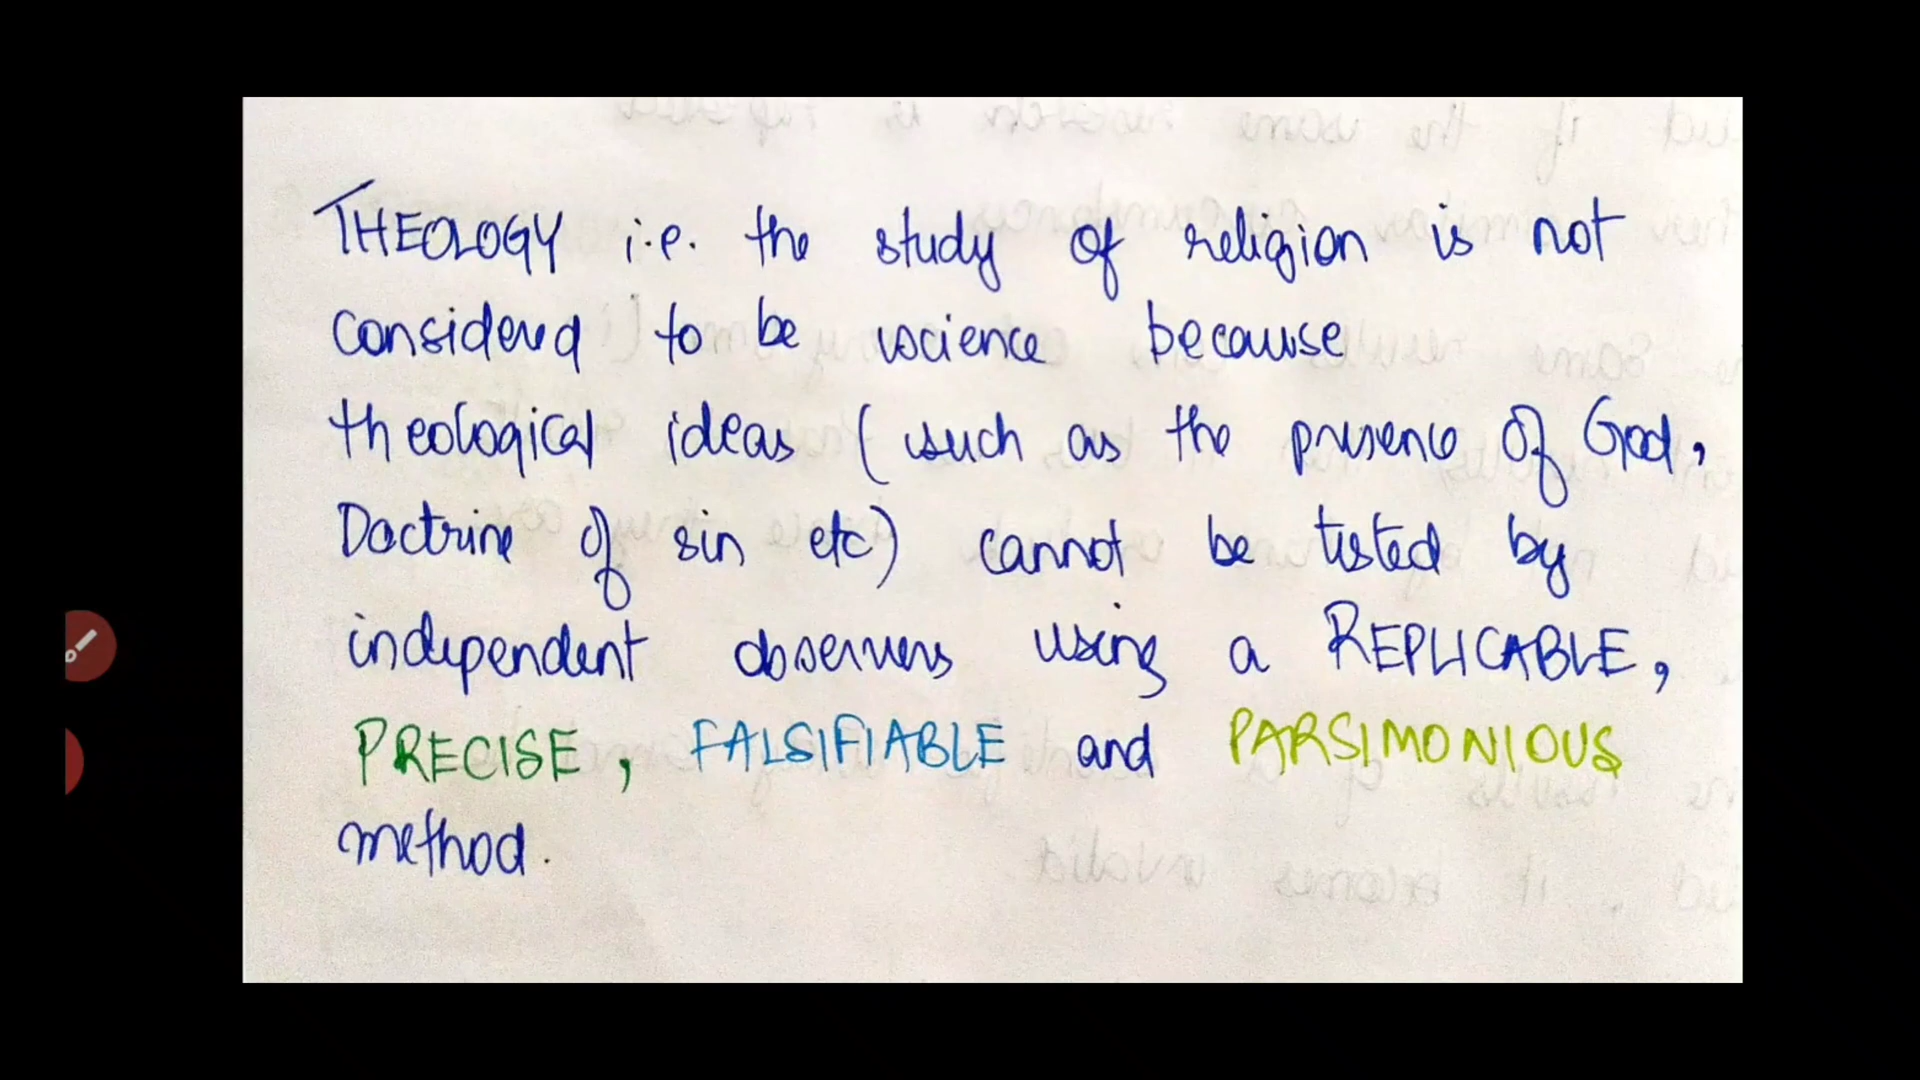 THEOLOGY i.e. the study of religion is not
considered to be science because
theological ideas (such as the presence of God,
Doctrine of sin etc) cannot be tested by
independent observers using a REPLICABLE,
PRECISE, FALSIFIABLE and PARSIMONIOUS
method.